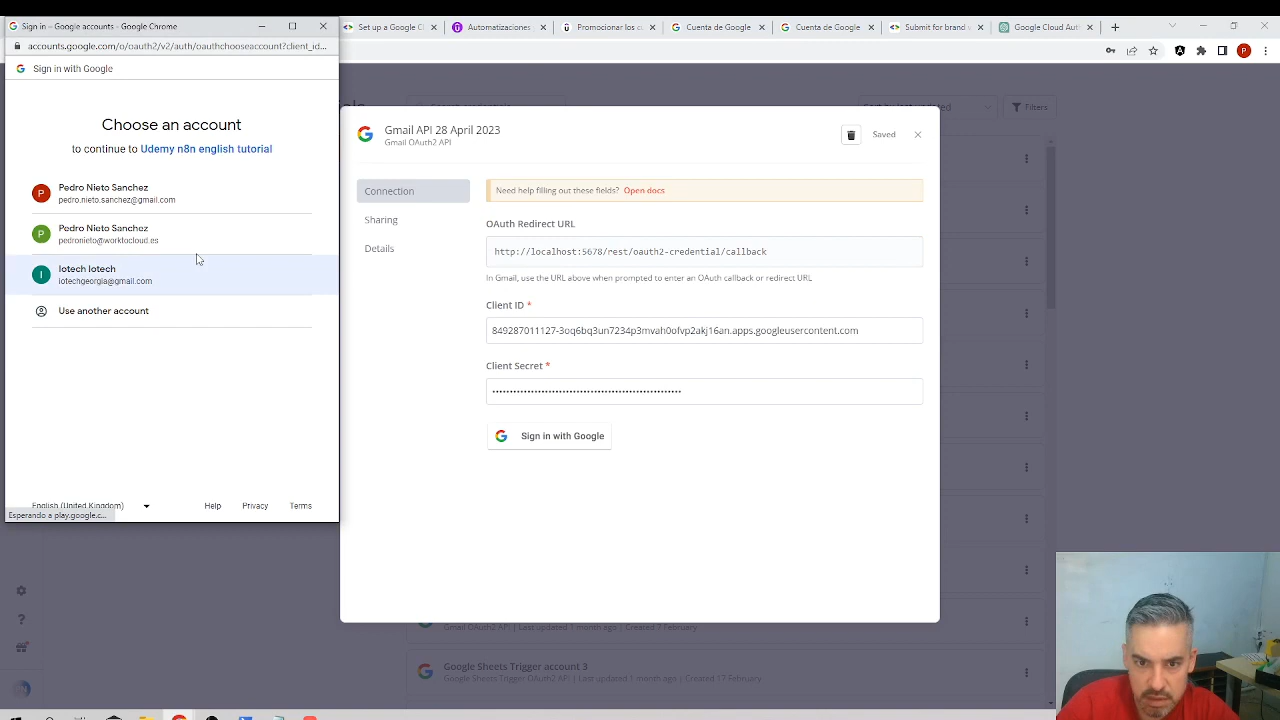 Sign in – Google accounts - Google Chrome
Set up a Google Cl
Automatizaciones
Promocionar los c
Cuenta de Google
Cuenta de Google
Submit for brand v
Google Cloud Auth
accounts.google.com/o/oauth2/v2/auth/oauthchooseaccount?client_id...
Sign in with Google
Choose an account
to continue to Udemy n8n english tutorial
Pedro Nieto Sanchez
pedro.nieto.sanchez@gmail.com
Pedro Nieto Sanchez
pedronieto@worktocloud.es
Iotech Iotech
iotechgeorgia@gmail.com
Use another account
English (United Kingdom)
Help
Privacy
Terms
Esperando a play.google.c...
Sort by last updated
Filters
Gmail API 28 April 2023
Gmail OAuth2 API
Saved
Connection
Sharing
Details
Need help filling out these fields? Open docs
OAuth Redirect URL
http://localhost:5678/rest/oauth2-credential/callback
In Gmail, use the URL above when prompted to enter an OAuth callback or redirect URL
Client ID *
849287011127-3oq6bq3un7234p3mvah0ofvp2akj16an.apps.googleusercontent.com
Client Secret *
Sign in with Google
Gmail OAuth2 API | Last updated 1 month ago | Created 7 February
Google Sheets Trigger account 3
Google Sheets Trigger OAuth2 API | Last updated 1 month ago | Created 17 February